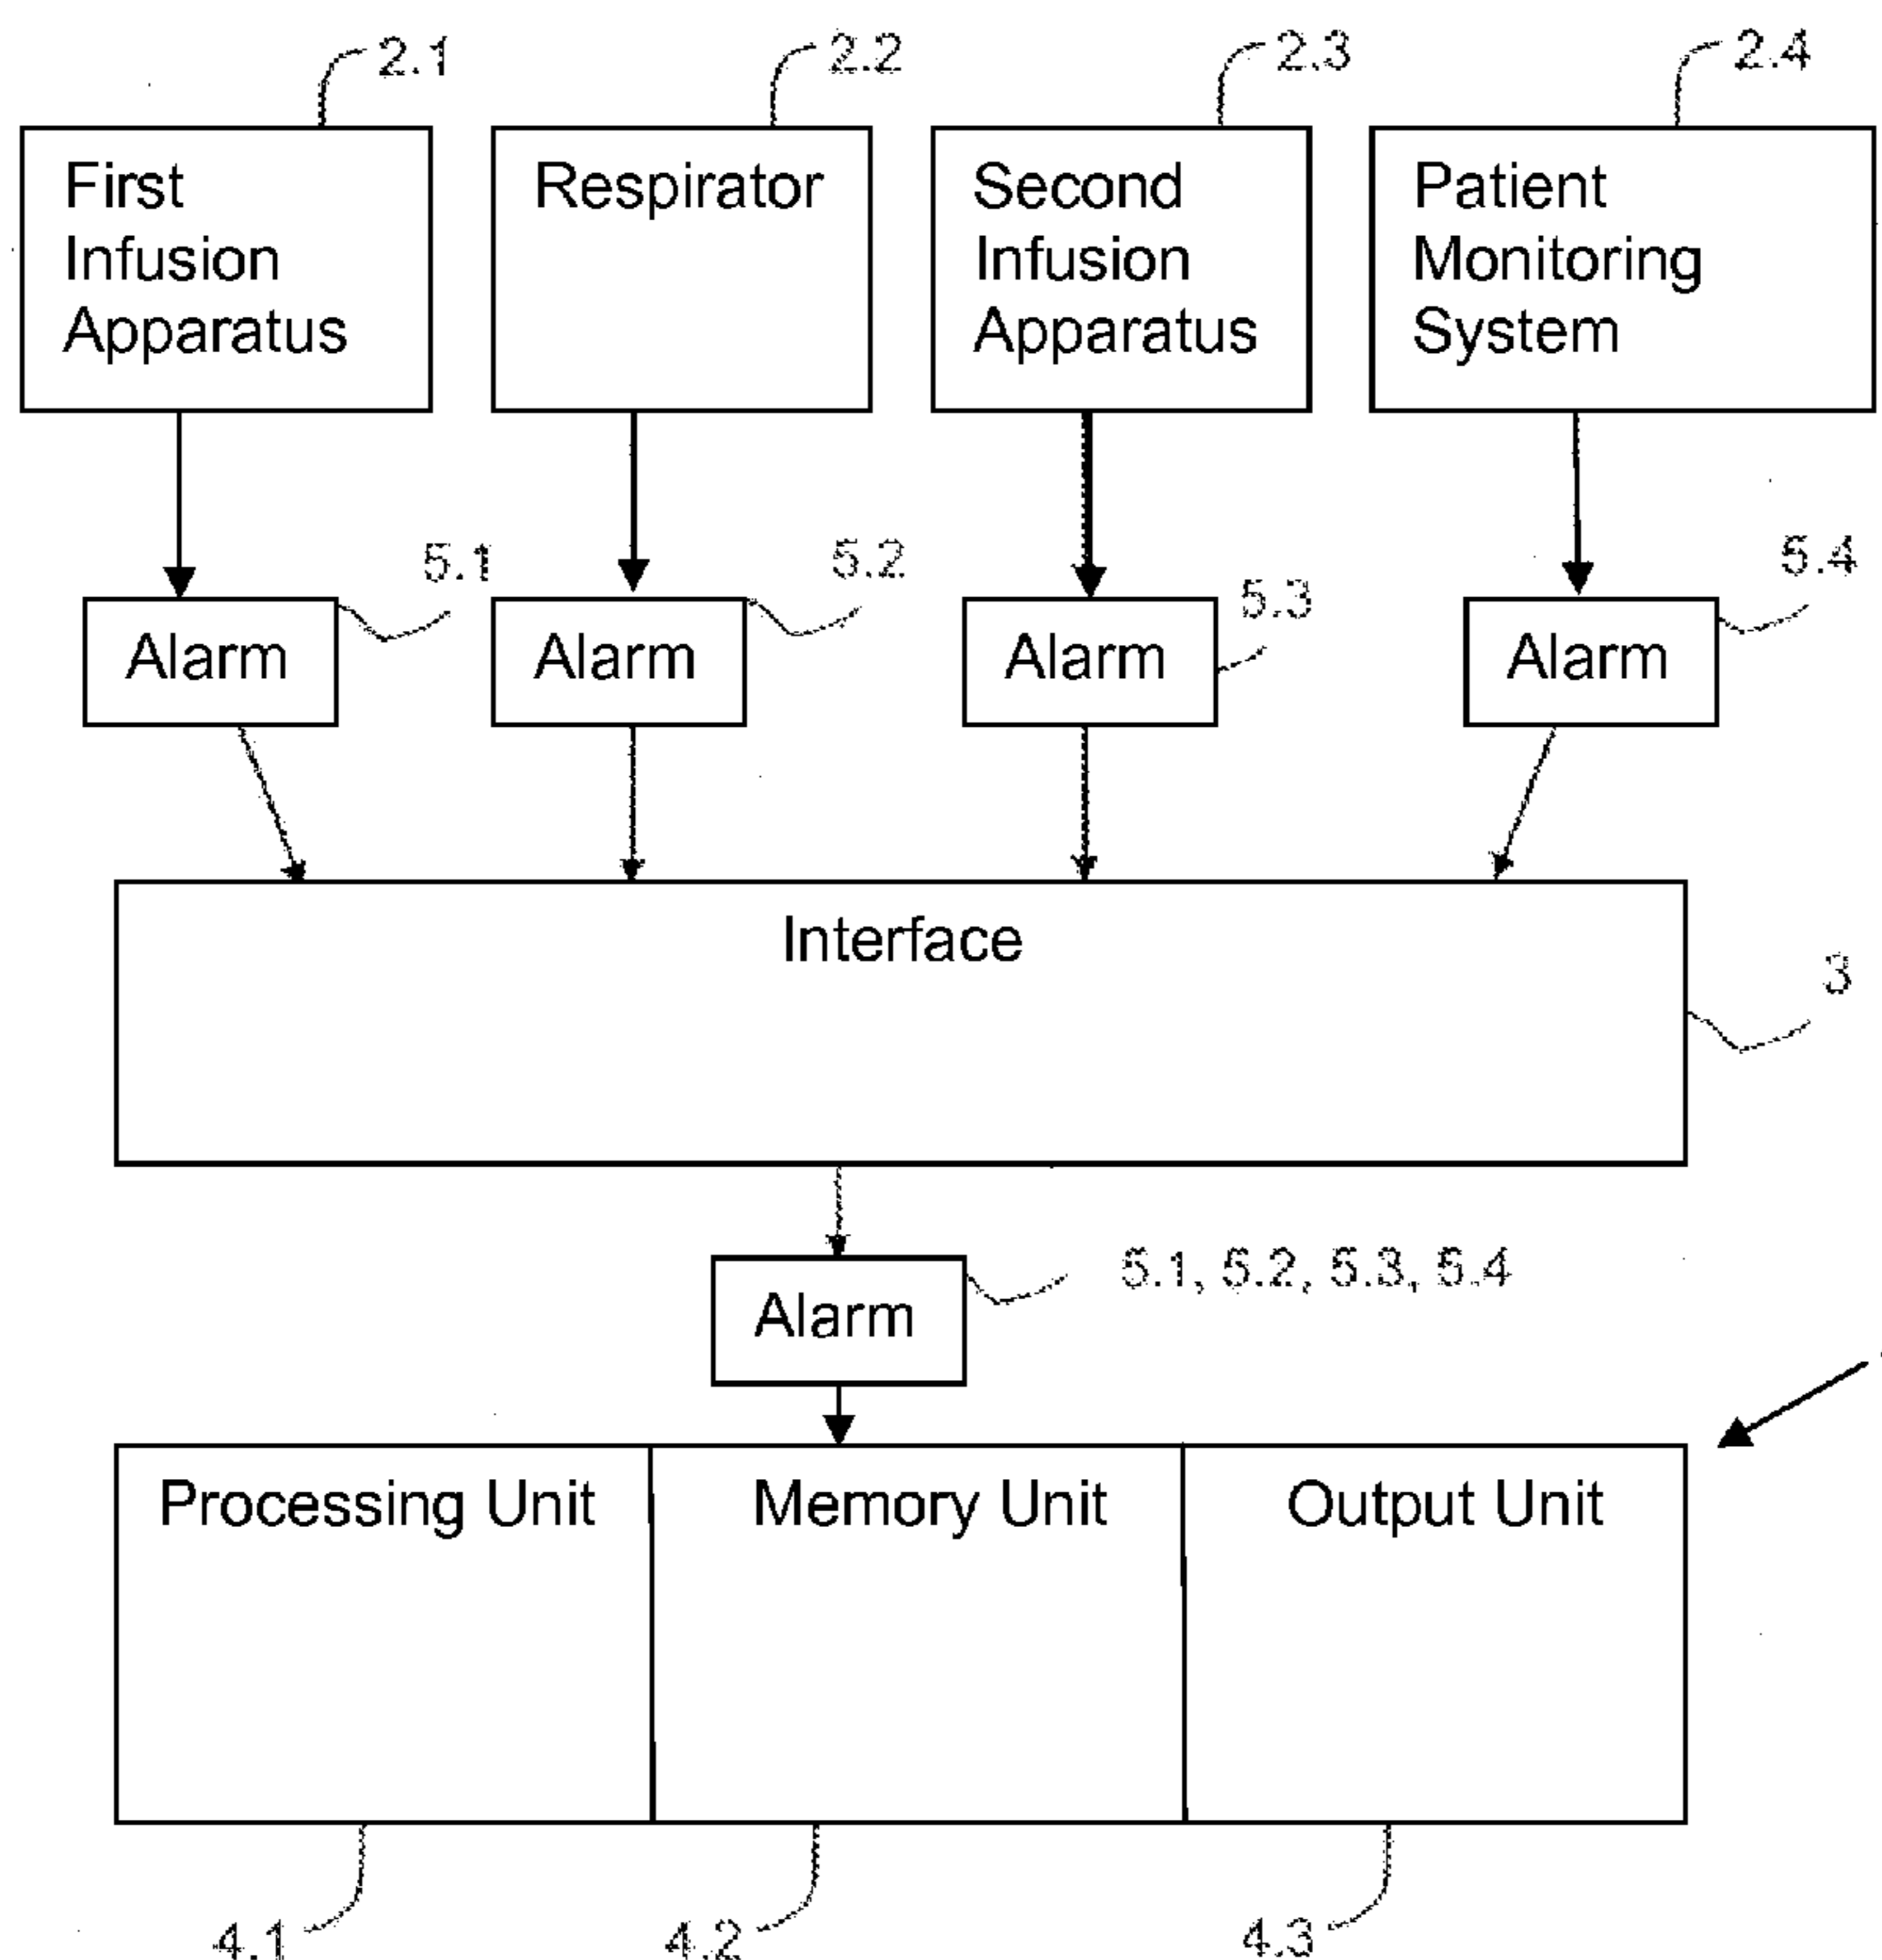 2.1
2.2
2.3
2.4
First
Infusion
Apparatus
Respirator
Second
Infusion
Apparatus
Patient
Monitoring
System
5.1
5.2
5.3
5.4
Alarm
Alarm
Alarm
Alarm
Interface
3
Alarm
5.1, 5.2, 5.3, 5.4
Processing Unit
Memory Unit
Output Unit
4.1
4.2
4.3